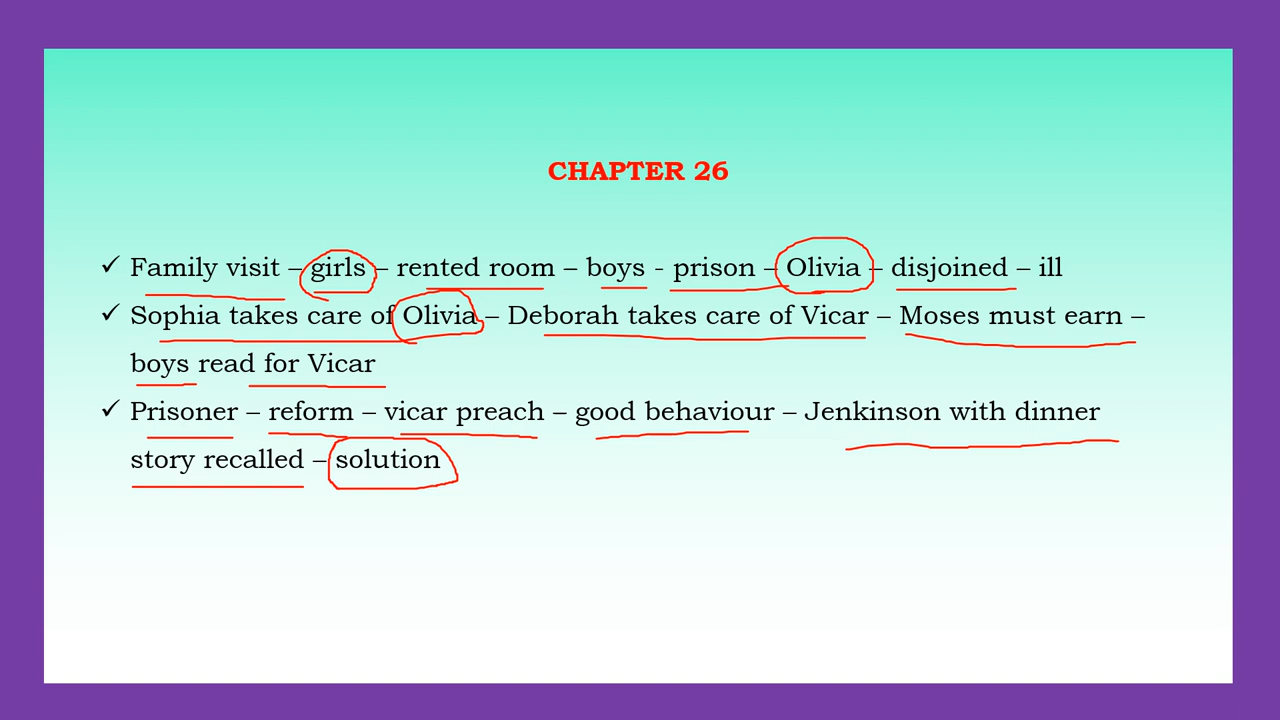 CHAPTER 26
✓ Family visit – girls – rented room – boys - prison – Olivia – disjoined – ill
✓ Sophia takes care of Olivia – Deborah takes care of Vicar – Moses must earn –
boys read for Vicar
✓ Prisoner – reform – vicar preach – good behaviour – Jenkinson with dinner
story recalled – solution